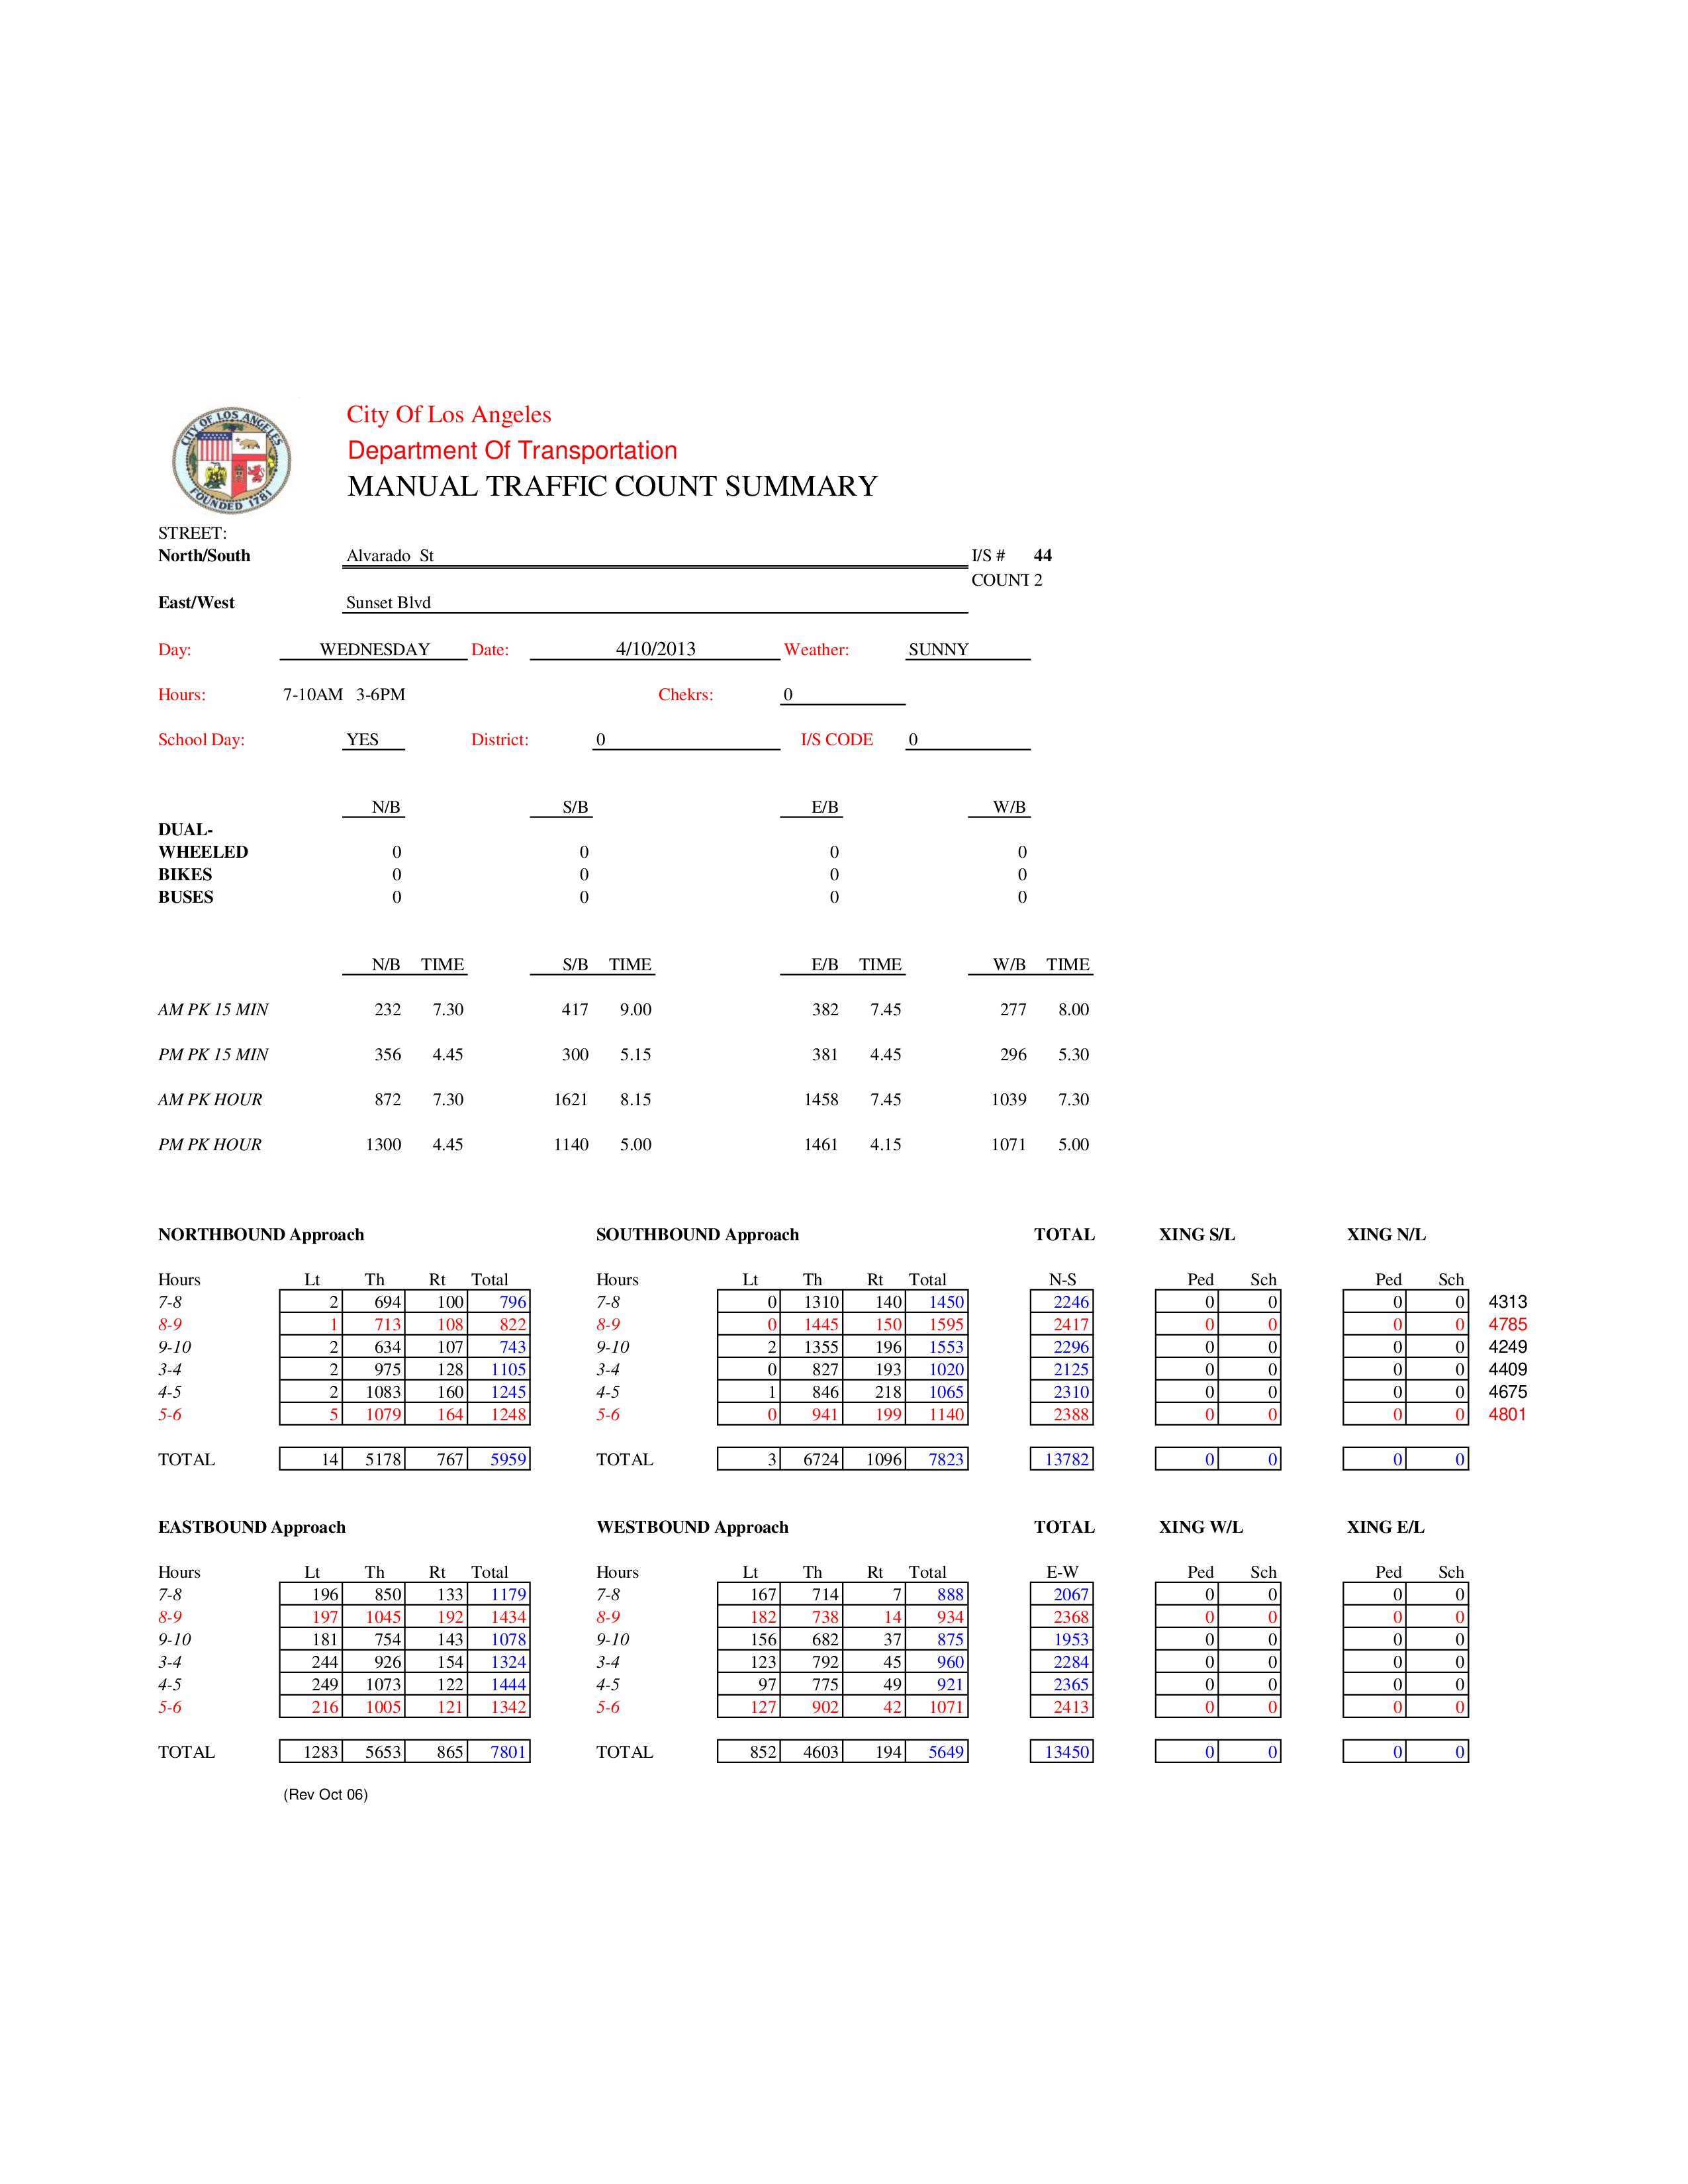 CITY OF LOS ANGELES
FOUNDED 1781
City Of Los Angeles
Department Of Transportation
MANUAL TRAFFIC COUNT SUMMARY
STREET:
North/South Alvarado St I/S # 44
COUNT 2
East/West Sunset Blvd
Day: WEDNESDAY Date: 4/10/2013 Weather: SUNNY
Hours: 7-10AM 3-6PM Chekrs: 0
School Day: YES District: 0 I/S CODE 0
N/B S/B E/B W/B
DUAL-
WHEELED 0 0 0 0
BIKES 0 0 0 0
BUSES 0 0 0 0
N/B TIME S/B TIME E/B TIME W/B TIME
AM PK 15 MIN 232 7.30 417 9.00 382 7.45 277 8.00
PM PK 15 MIN 356 4.45 300 5.15 381 4.45 296 5.30
AM PK HOUR 872 7.30 1621 8.15 1458 7.45 1039 7.30
PM PK HOUR 1300 4.45 1140 5.00 1461 4.15 1071 5.00
NORTHBOUND Approach SOUTHBOUND Approach TOTAL XING S/L XING N/L
Hours Lt Th Rt Total Hours Lt Th Rt Total N-S Ped Sch Ped Sch
7-8 2 694 100 796 7-8 0 1310 140 1450 2246 0 0 0 0 4313
8-9 1 713 108 822 8-9 0 1445 150 1595 2417 0 0 0 0 4785
9-10 2 634 107 743 9-10 2 1355 196 1553 2296 0 0 0 0 4249
3-4 2 975 128 1105 3-4 0 827 193 1020 2125 0 0 0 0 4409
4-5 2 1083 160 1245 4-5 1 846 218 1065 2310 0 0 0 0 4675
5-6 5 1079 164 1248 5-6 0 941 199 1140 2388 0 0 0 0 4801
TOTAL 14 5178 767 5959 TOTAL 3 6724 1096 7823 13782 0 0 0 0
EASTBOUND Approach WESTBOUND Approach TOTAL XING W/L XING E/L
Hours Lt Th Rt Total Hours Lt Th Rt Total E-W Ped Sch Ped Sch
7-8 196 850 133 1179 7-8 167 714 7 888 2067 0 0 0 0
8-9 197 1045 192 1434 8-9 182 738 14 934 2368 0 0 0 0
9-10 181 754 143 1078 9-10 156 682 37 875 1953 0 0 0 0
3-4 244 926 154 1324 3-4 123 792 45 960 2284 0 0 0 0
4-5 249 1073 122 1444 4-5 97 775 49 921 2365 0 0 0 0
5-6 216 1005 121 1342 5-6 127 902 42 1071 2413 0 0 0 0
TOTAL 1283 5653 865 7801 TOTAL 852 4603 194 5649 13450 0 0 0 0
(Rev Oct 06)